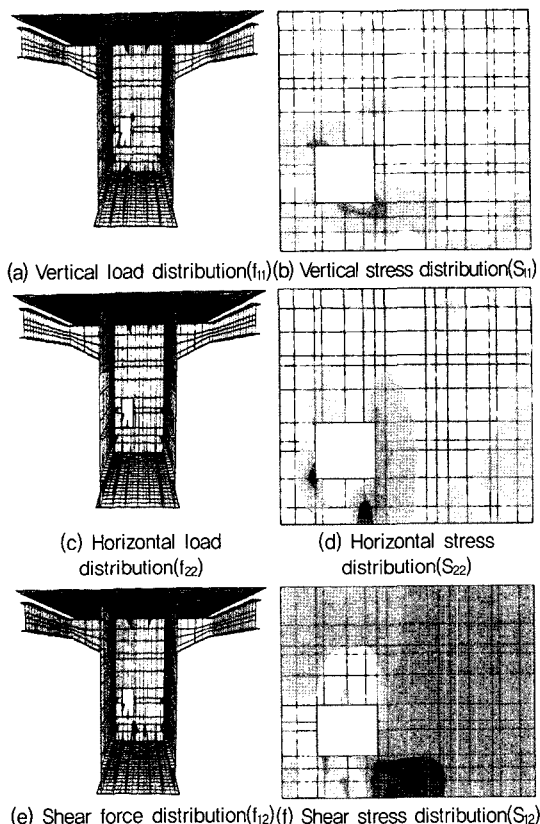 (a) Vertical load distribution(f₁₁)(b) Vertical stress distribution(S₁₁)
(c) Horizontal load
distribution(f₂₂)
(d) Horizontal stress
distribution(S₂₂)
(e) Shear force distribution(f₁₂)(f) Shear stress distribution(S₁₂)